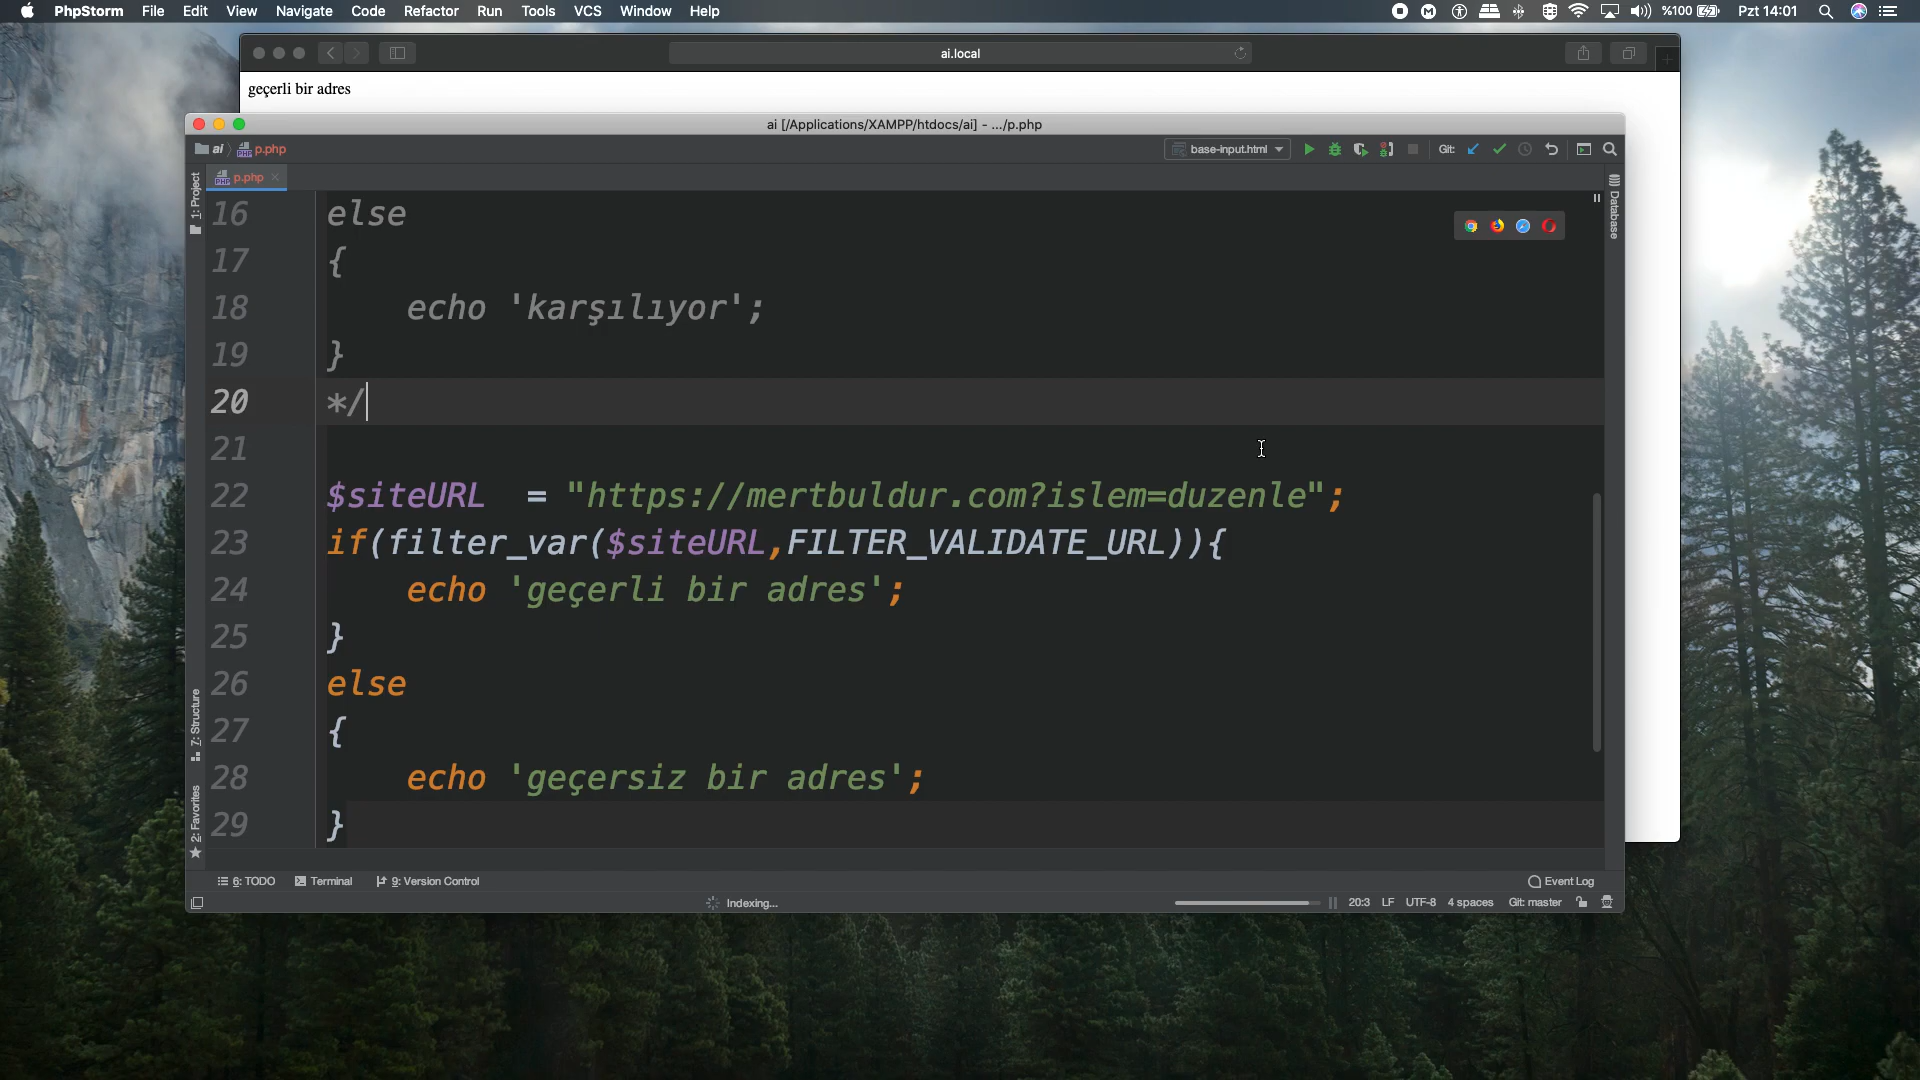 PhpStorm File Edit View Navigate Code Refactor Run Tools VCS Window Help %100 Pzt 14:01
ai.local
geçerli bir adres
ai [/Applications/XAMPP/htdocs/ai] - .../p.php
ai p.php base-input.html Git:
p.php
1: Project
Database
16 else
17 {
18 echo 'karşılıyor';
19 }
20 */
21
22 $siteURL = "https://mertbuldur.com?islem=duzenle";
23 if(filter_var($siteURL,FILTER_VALIDATE_URL)){
24 echo 'geçerli bir adres';
25 }
26 else
27 {
28 echo 'geçersiz bir adres';
29 }
7: Structure
2: Favorites
6: TODO Terminal 9: Version Control Event Log
Indexing... 20:3 LF UTF-8 4 spaces Git: master